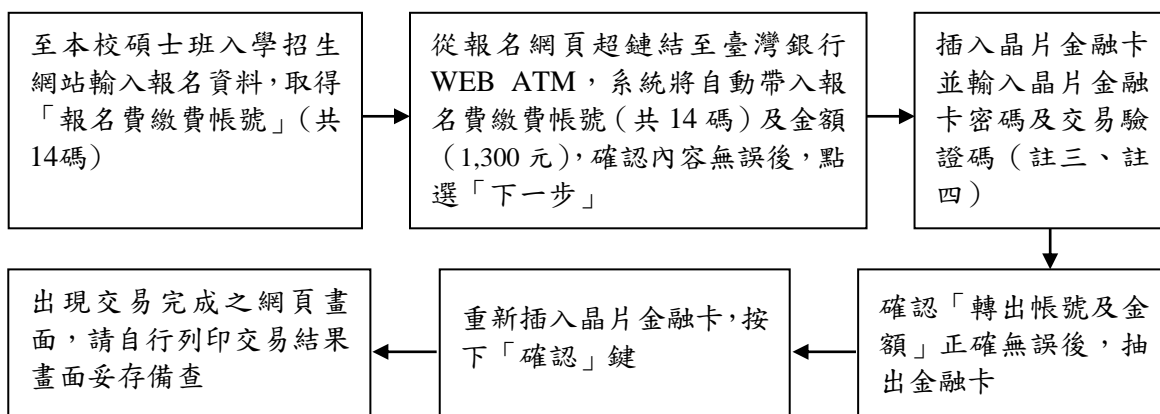 至本校碩士班入學招生
網站輸入報名資料，取得
「報名費繳費帳號」（共
14碼）
從報名網頁超鏈結至臺灣銀行
WEB ATM，系統將自動帶入報
名費繳費帳號（共 14 碼）及金額
（1,300 元），確認內容無誤後，點
選「下一步」
插入晶片金融卡
並輸入晶片金融
卡密碼及交易驗
證碼（註三、註
四）
確認「轉出帳號及金
額」正確無誤後，抽
出金融卡
重新插入晶片金融卡，按
下「確認」鍵
出現交易完成之網頁畫
面，請自行列印交易結果
畫面妥存備查